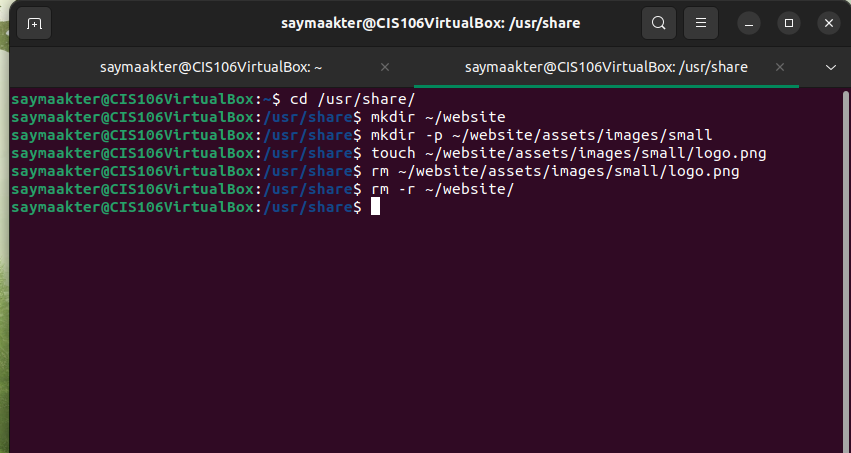 saymaakter@CIS106VirtualBox: /usr/share
saymaakter@CIS106VirtualBox: ~
saymaakter@CIS106VirtualBox: /usr/share
saymaakter@CIS106VirtualBox:~$ cd /usr/share/
saymaakter@CIS106VirtualBox:/usr/share$ mkdir ~/website
saymaakter@CIS106VirtualBox:/usr/share$ mkdir -p ~/website/assets/images/small
saymaakter@CIS106VirtualBox:/usr/share$ touch ~/website/assets/images/small/logo.png
saymaakter@CIS106VirtualBox:/usr/share$ rm ~/website/assets/images/small/logo.png
saymaakter@CIS106VirtualBox:/usr/share$ rm -r ~/website/
saymaakter@CIS106VirtualBox:/usr/share$